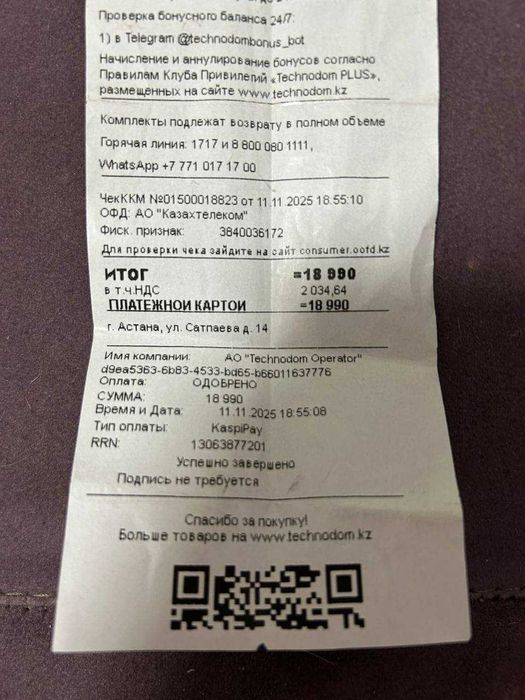 Проверка бонусного баланса 24/7:
1) в Telegram @technodombonus_bot
Начисление и аннулирование бонусов согласно
Правилам Клуба Привилегий «Technodom PLUS»,
размещенных на сайте www.technodom.kz
Комплекты подлежат возврату в полном объеме
Горячая линия: 1717 и 8 800 080 1111,
WhatsApp +7 771 017 17 00
ЧекККМ №01500018823 от 11.11.2025 18:55:10
ОФД: АО "Казахтелеком"
Фиск. признак: 3840036172
Для проверки чека зайдите на сайт consumer.oofd.kz
ИТОГ =18 990
в т.ч.НДС 2 034,64
ПЛАТЕЖНОЙ КАРТОЙ =18 990
г. Астана, ул. Сатпаева д. 14
Имя компании: АО "Technodom Operator"
d9ea5363-6b83-4533-bd65-b66011637776
Оплата: ОДОБРЕНО
СУММА: 18 990
Время и Дата: 11.11.2025 18:55:08
Тип оплаты: KaspiPay
RRN: 13063877201
Успешно завершено
Подпись не требуется
Спасибо за покупку!
Больше товаров на www.technodom.kz